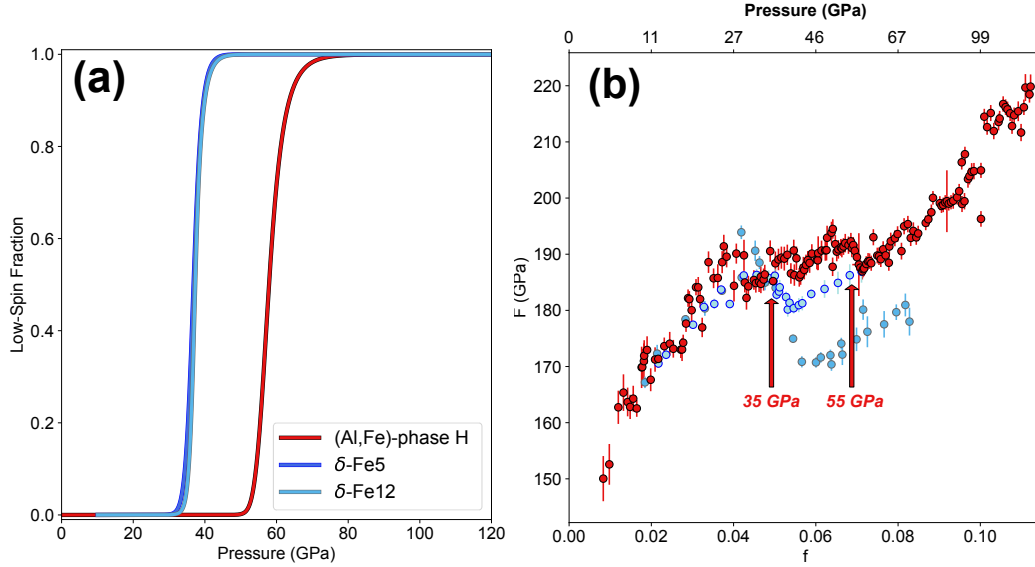 (a)
1.0
0.8
0.6
0.4
0.2
0.0
Low-Spin Fraction
(Al,Fe)-phase H
δ-Fe5
δ-Fe12
0 20 40 60 80 100 120
Pressure (GPa)
Pressure (GPa)
0 11 27 46 67 99
(b)
220
210
200
190
180
170
160
150
F (GPa)
35 GPa 55 GPa
0.00 0.02 0.04 0.06 0.08 0.10
f